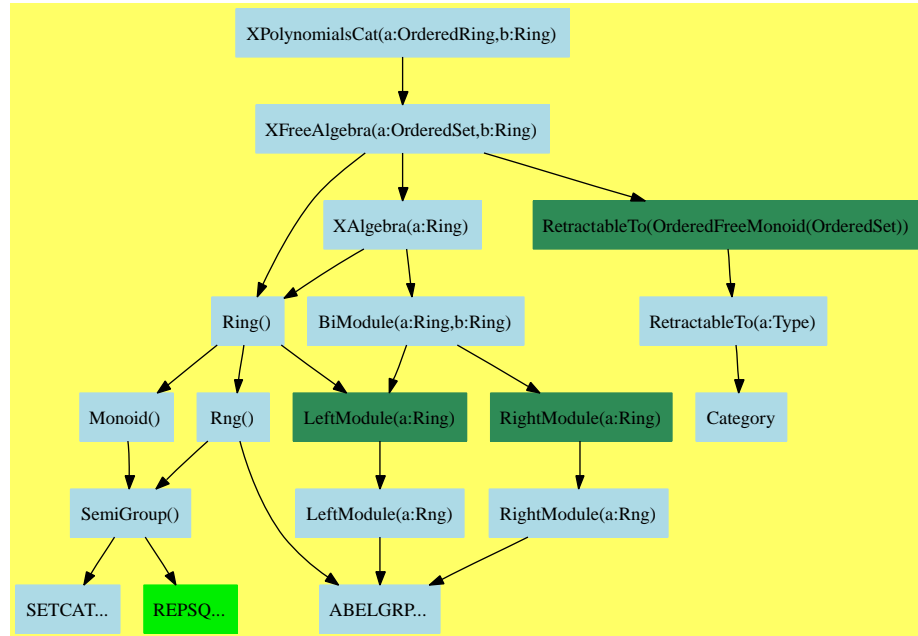 XPolynomialsCat(a:OrderedRing,b:Ring)
XFreeAlgebra(a:OrderedSet,b:Ring)
XAlgebra(a:Ring)
RetractableTo(OrderedFreeMonoid(OrderedSet))
Ring()
BiModule(a:Ring,b:Ring)
RetractableTo(a:Type)
Monoid()
Rng()
LeftModule(a:Ring)
RightModule(a:Ring)
Category
SemiGroup()
LeftModule(a:Rng)
RightModule(a:Rng)
SETCAT...
REPSQ...
ABELGRP...